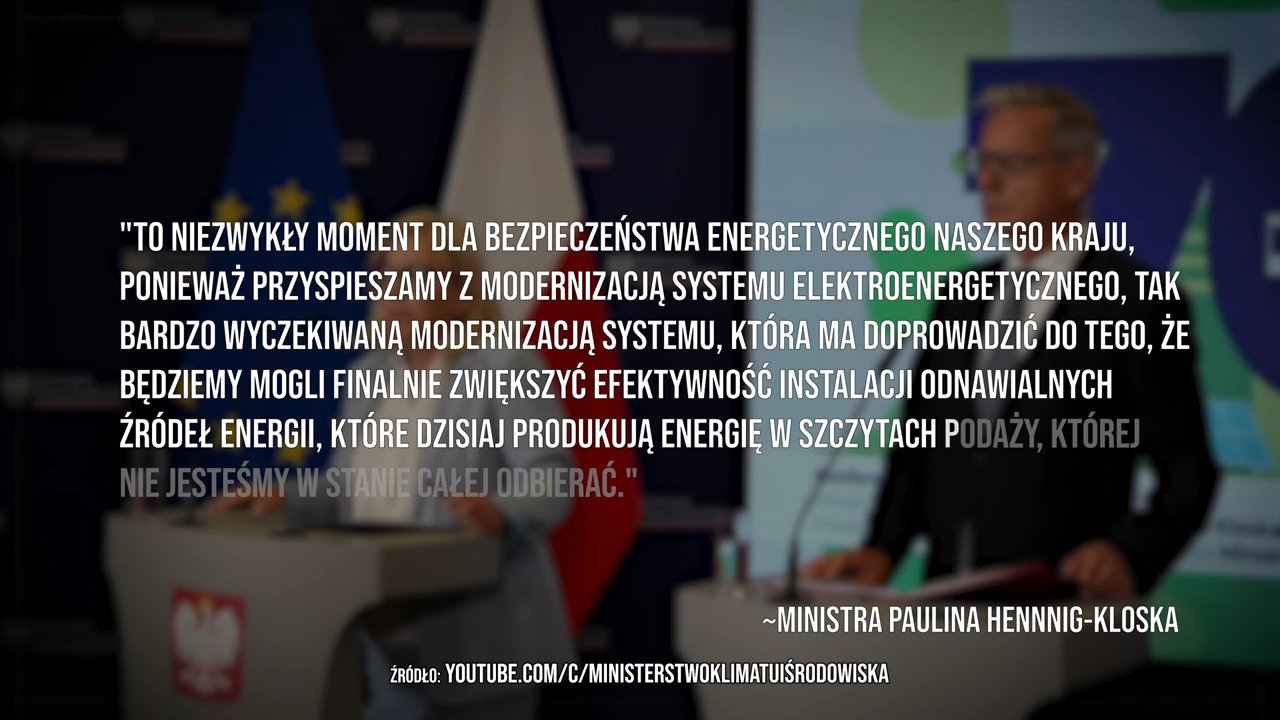 "TO NIEZWYKŁY MOMENT DLA BEZPIECZEŃSTWA ENERGETYCZNEGO NASZEGO KRAJU,
PONIEWAŻ PRZYSPIESZAMY Z MODERNIZACJĄ SYSTEMU ELEKTROENERGETYCZNEGO, TAK
BARDZO WYCZEKIWANĄ MODERNIZACJĄ SYSTEMU, KTÓRA MA DOPROWADZIĆ DO TEGO, ŻE
BĘDZIEMY MOGLI FINALNIE ZWIĘKSZYĆ EFEKTYWNOŚĆ INSTALACJI ODNAWIALNYCH
ŹRÓDEŁ ENERGII, KTÓRE DZISIAJ PRODUKUJĄ ENERGIĘ W SZCZYTACH PODAŻY, KTÓREJ
NIE JESTEŚMY W STANIE CAŁEJ ODBIERAĆ."
~MINISTRA PAULINA HENNNIG-KLOSKA
ŹRÓDŁO: YOUTUBE.COM/C/MINISTERSTWOKLIMATUIŚRODOWISKA